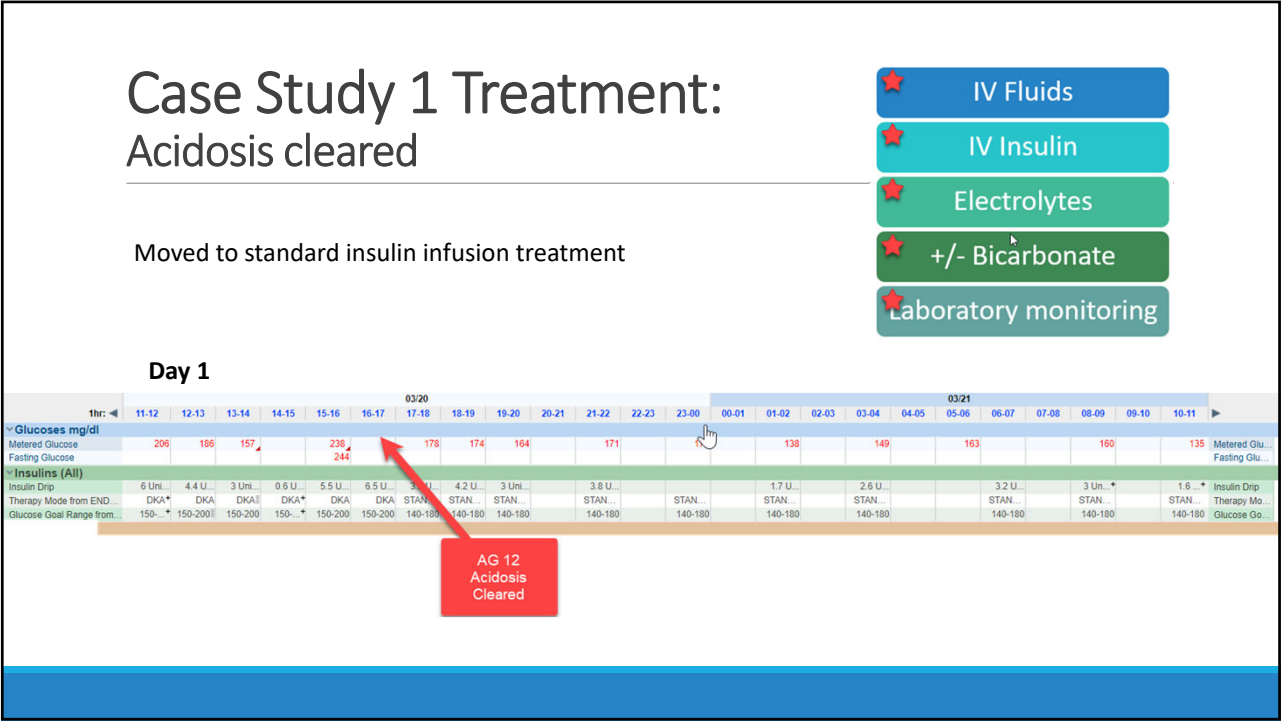 Case Study 1 Treatment:
Acidosis cleared
IV Fluids
IV Insulin
Electrolytes
+/- Bicarbonate
Laboratory monitoring
Moved to standard insulin infusion treatment
Day 1
03/20 03/21
1hr: 11-12 12-13 13-14 14-15 15-16 16-17 17-18 18-19 19-20 20-21 21-22 22-23 23-00 00-01 01-02 02-03 03-04 04-05 05-06 06-07 07-08 08-09 09-10 10-11
Glucoses mg/dl
Metered Glucose 206 186 157 238 178 174 164 171 138 149 163 160 135 Metered Glu...
Fasting Glucose 244 Fasting Glu...
Insulins (All)
Insulin Drip 6 Uni... 4.4 U... 3 Uni... 0.6 U... 5.5 U... 6.5 U... 4.2 U... 3 Uni... 3.8 U... 1.7 U... 2.6 U... 3.2 U... 3 Un...+ 1.6 ...+ Insulin Drip
Therapy Mode from END... DKA+ DKA DKA DKA+ DKA DKA STAN... STAN... STAN... STAN... STAN... STAN... STAN... STAN... STAN... STAN... Therapy Mo...
Glucose Goal Range from... 150-...+ 150-200 150-200 150-...+ 150-200 150-200 140-180 140-180 140-180 140-180 140-180 140-180 140-180 140-180 140-180 140-180 Glucose Go...
AG 12
Acidosis
Cleared